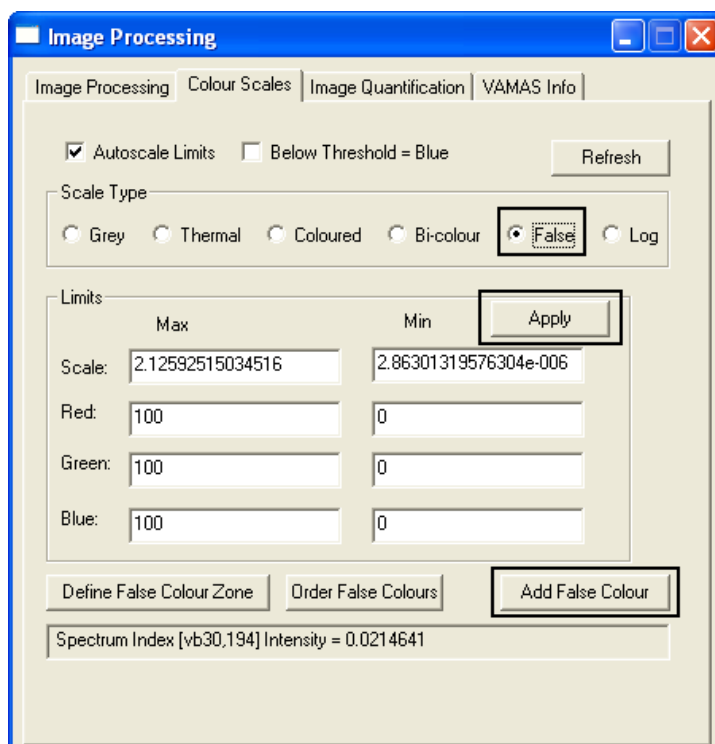 Image Processing
Image Processing Colour Scales Image Quantification VAMAS Info
Autoscale Limits Below Threshold = Blue Refresh
Scale Type
Grey Thermal Coloured Bi-colour False Log
Limits
Max Min Apply
Scale: 2.12592515034516 2.86301319576304e-006
Red: 100 0
Green: 100 0
Blue: 100 0
Define False Colour Zone Order False Colours Add False Colour
Spectrum Index [vb30,194] Intensity = 0.0214641